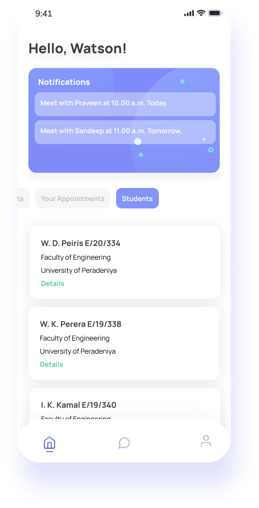 9:41
Hello, Watson!
Notifications
Meet with Praveen at 10.00 a.m. Today.
Meet with Sandeep at 11.00 a.m. Tomorrow.
ts Your Appointments Students
W. D. Peiris E/20/334
Faculty of Engineering
University of Peradeniya
Details
W. K. Perera E/19/338
Faculty of Engineering
University of Peradeniya
Details
I. K. Kamal E/19/340
Faculty of Engineering